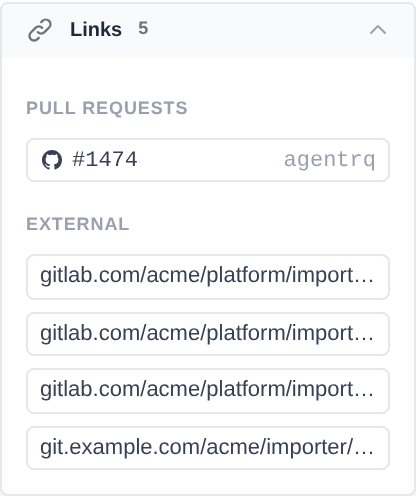 Links 5
PULL REQUESTS
#1474 agentrq
EXTERNAL
gitlab.com/acme/platform/import…
gitlab.com/acme/platform/import…
gitlab.com/acme/platform/import…
git.example.com/acme/importer/…